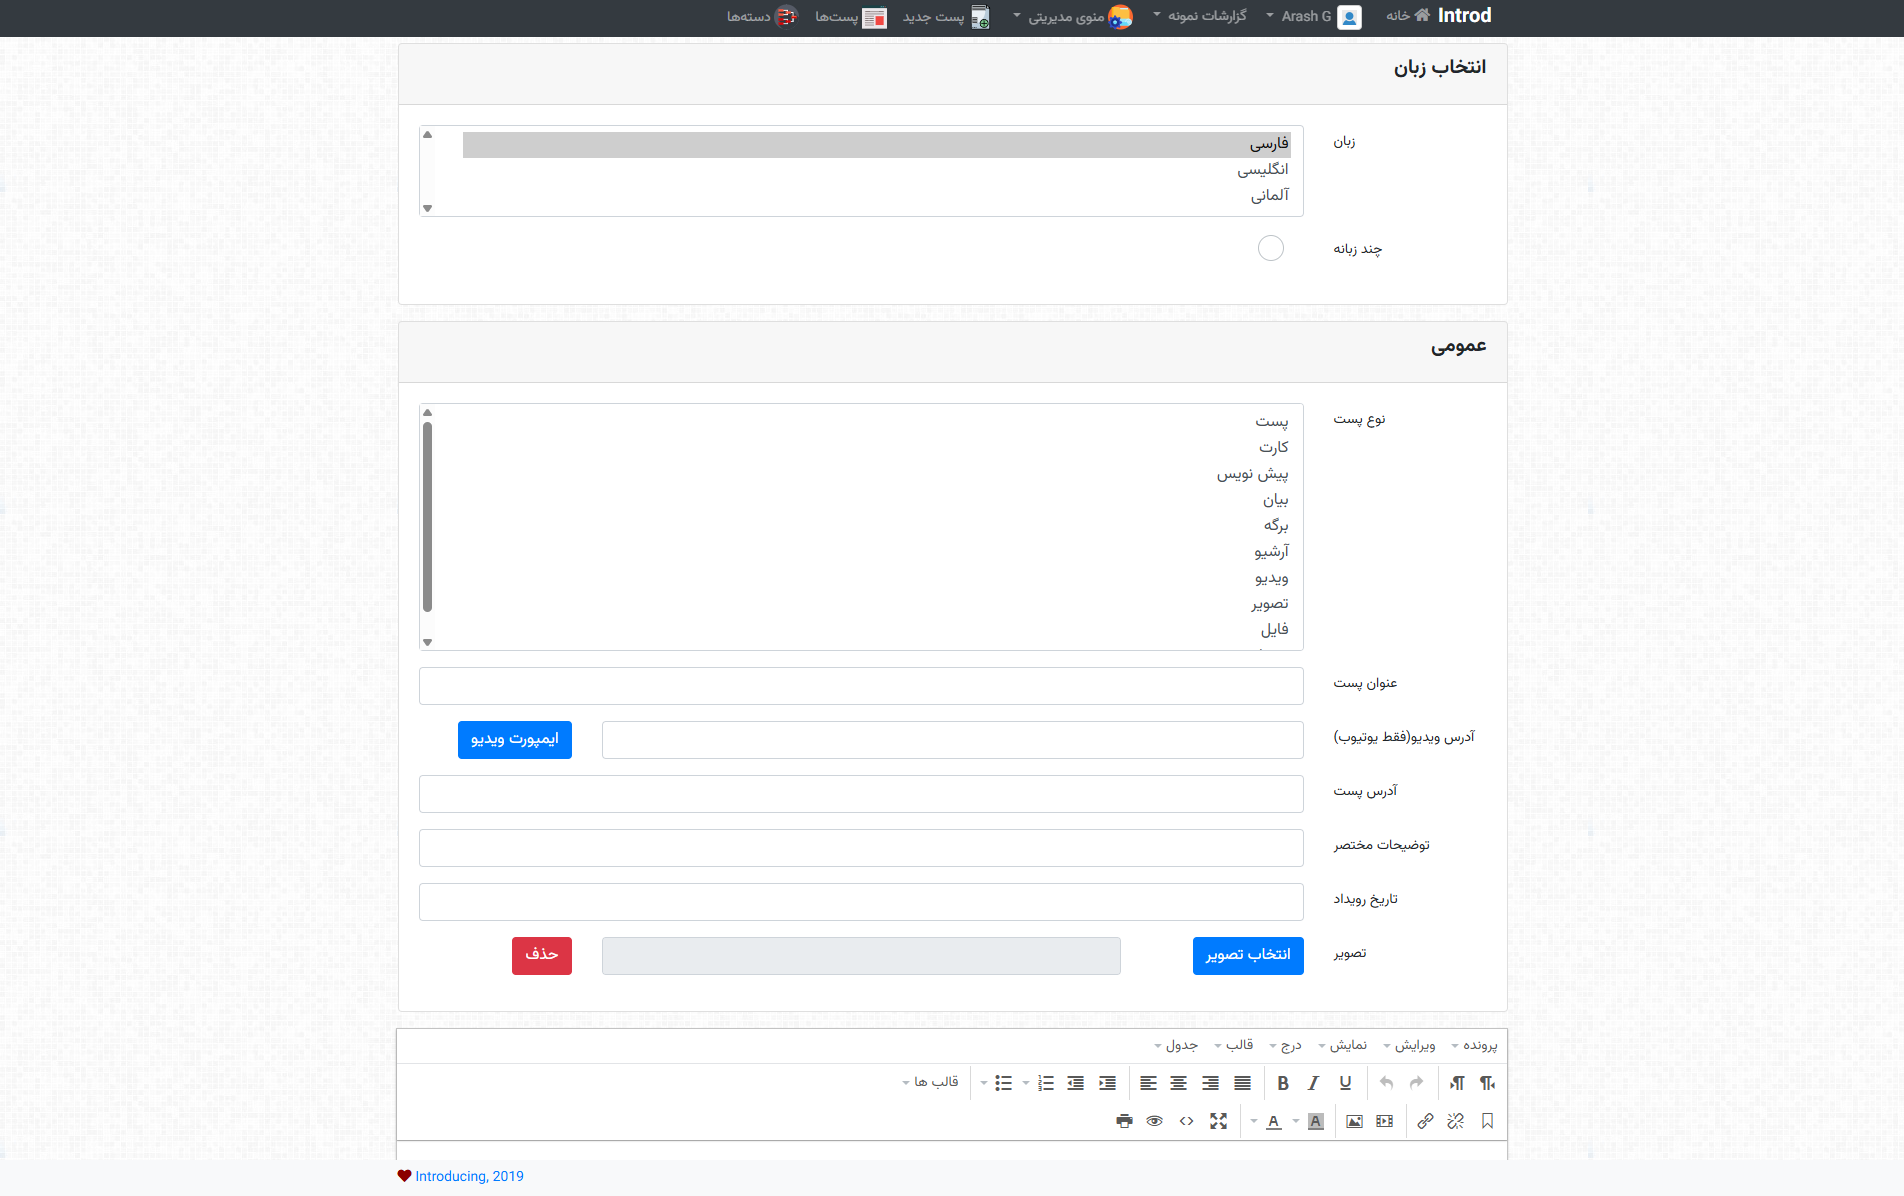 Introd خانه Arash G گزارشات نمونه منوی مدیریتی پست جدید پست‌ها دسته‌ها
انتخاب زبان
زبان
فارسی
انگلیسی
آلمانی
چند زبانه
عمومی
نوع پست
پست
کارت
پیش نویس
بیان
برگه
آرشیو
ویدیو
تصویر
فایل
عنوان پست
آدرس ویدیو(فقط یوتیوب) ایمپورت ویدیو
آدرس پست
توضیحات مختصر
تاریخ رویداد
تصویر انتخاب تصویر حذف
پرونده ویرایش نمایش درج قالب جدول
قالب ها
Introducing, 2019